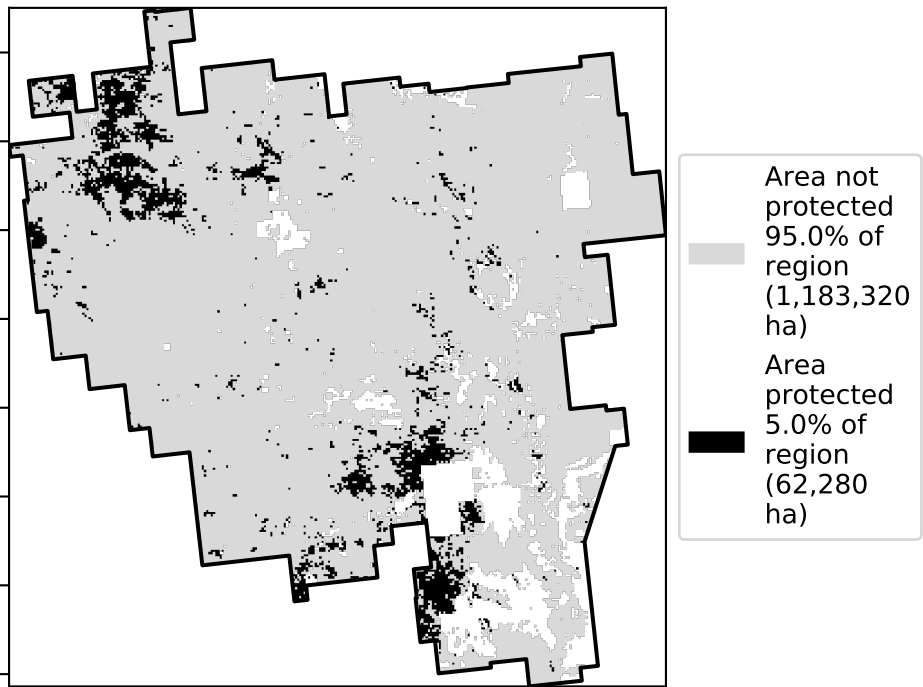 Area not
protected
95.0% of
region
(1,183,320
ha)
Area
protected
5.0% of
region
(62,280
ha)